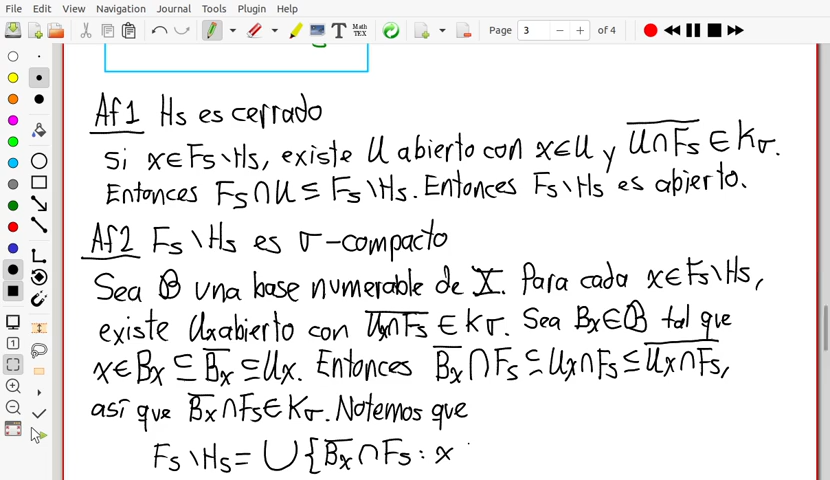 File Edit View Navigation Journal Tools Plugin Help
T Math TEX Page 3 − + of 4
Af1 Hs es cerrado
Si x∈Fs\Hs, existe U abierto con x∈U y \overline{U∩Fs} ∈ Kσ.
Entonces Fs∩U ⊆ Fs\Hs. Entonces Fs\Hs es abierto.
Af2 Fs\Hs es σ-compacto
Sea B una base numerable de X. Para cada x∈Fs\Hs,
existe Ux abierto con \overline{Ux∩Fs} ∈ Kσ. Sea Bx∈B tal que
x∈Bx ⊆ \overline{Bx} ⊆ Ux. Entonces \overline{Bx}∩Fs ⊆ Ux∩Fs ⊆ \overline{Ux∩Fs},
así que \overline{Bx}∩Fs∈Kσ. Notemos que
Fs\Hs = ∪{\overline{Bx}∩Fs : x